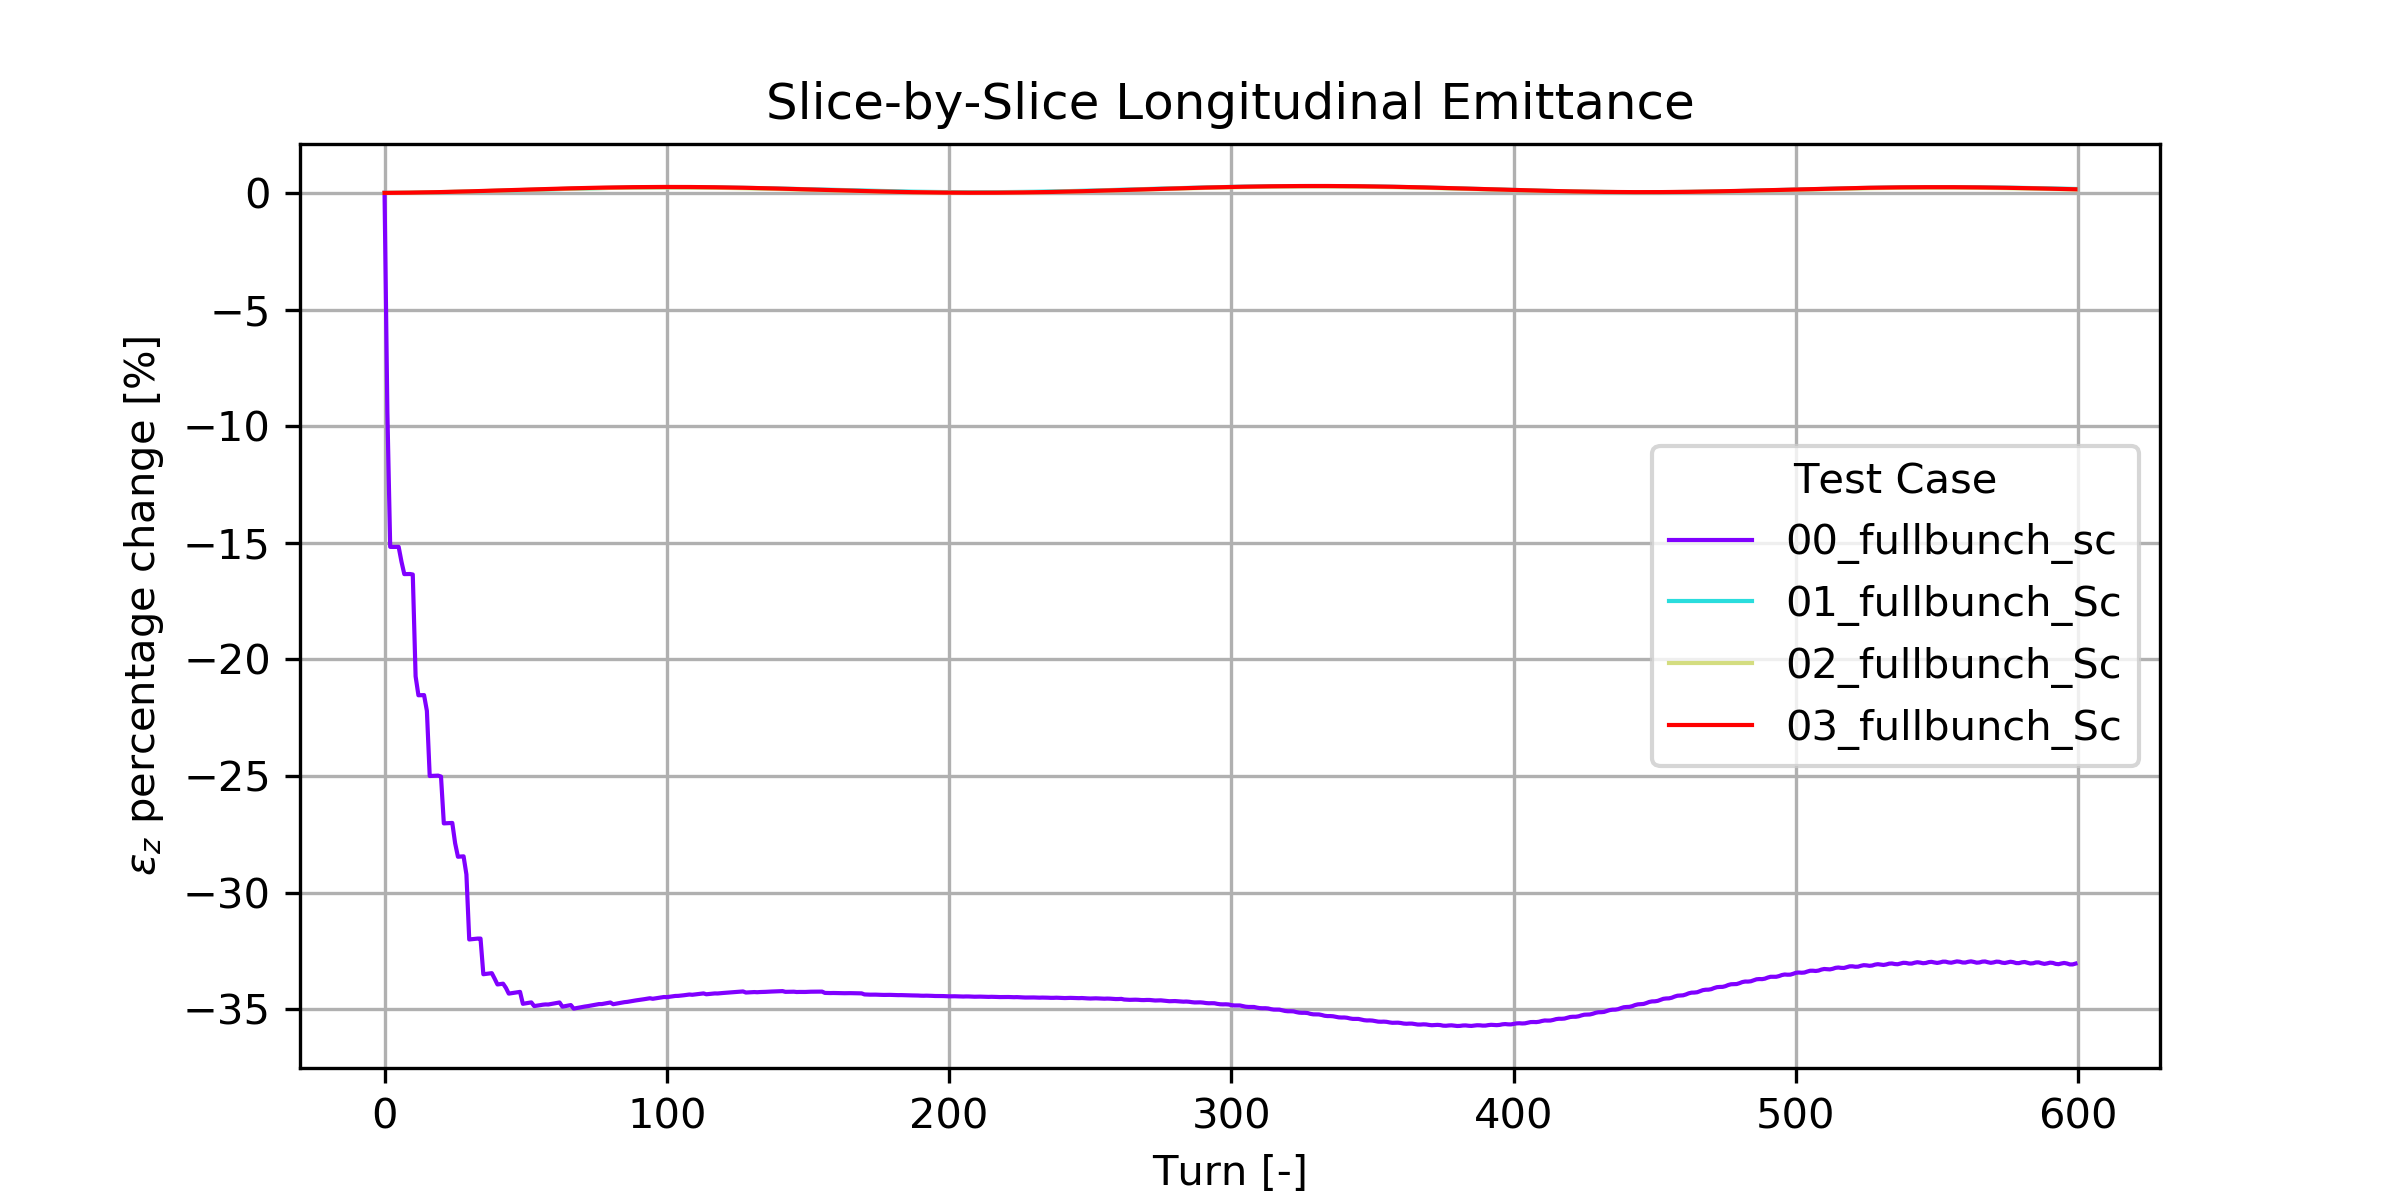 Slice-by-Slice Longitudinal Emittance
εz percentage change [%]
0
−5
−10
−15
−20
−25
−30
−35
Test Case
00_fullbunch_sc
01_fullbunch_Sc
02_fullbunch_Sc
03_fullbunch_Sc
0 100 200 300 400 500 600
Turn [-]